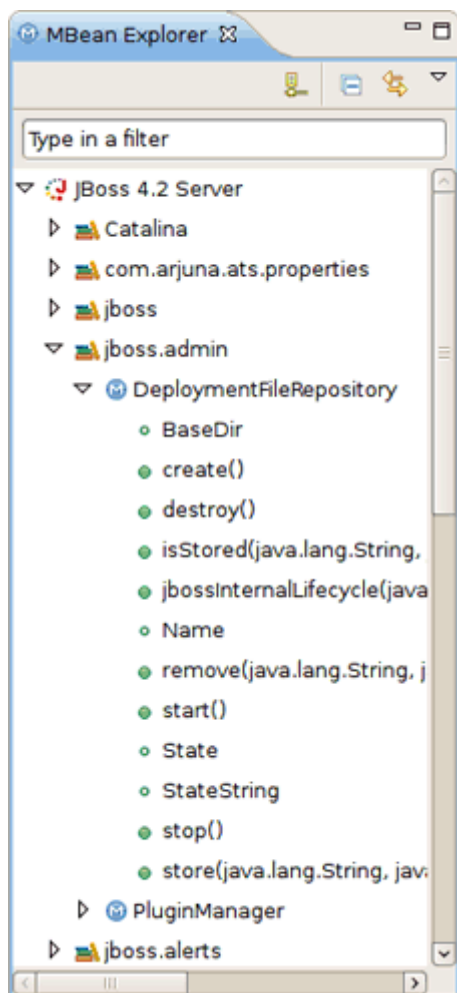 MBean Explorer
Type in a filter
JBoss 4.2 Server
Catalina
com.arjuna.ats.properties
jboss
jboss.admin
DeploymentFileRepository
BaseDir
create()
destroy()
isStored(java.lang.String,
jbossInternalLifecycle(java
Name
remove(java.lang.String, j
start()
State
StateString
stop()
store(java.lang.String, java
PluginManager
jboss.alerts